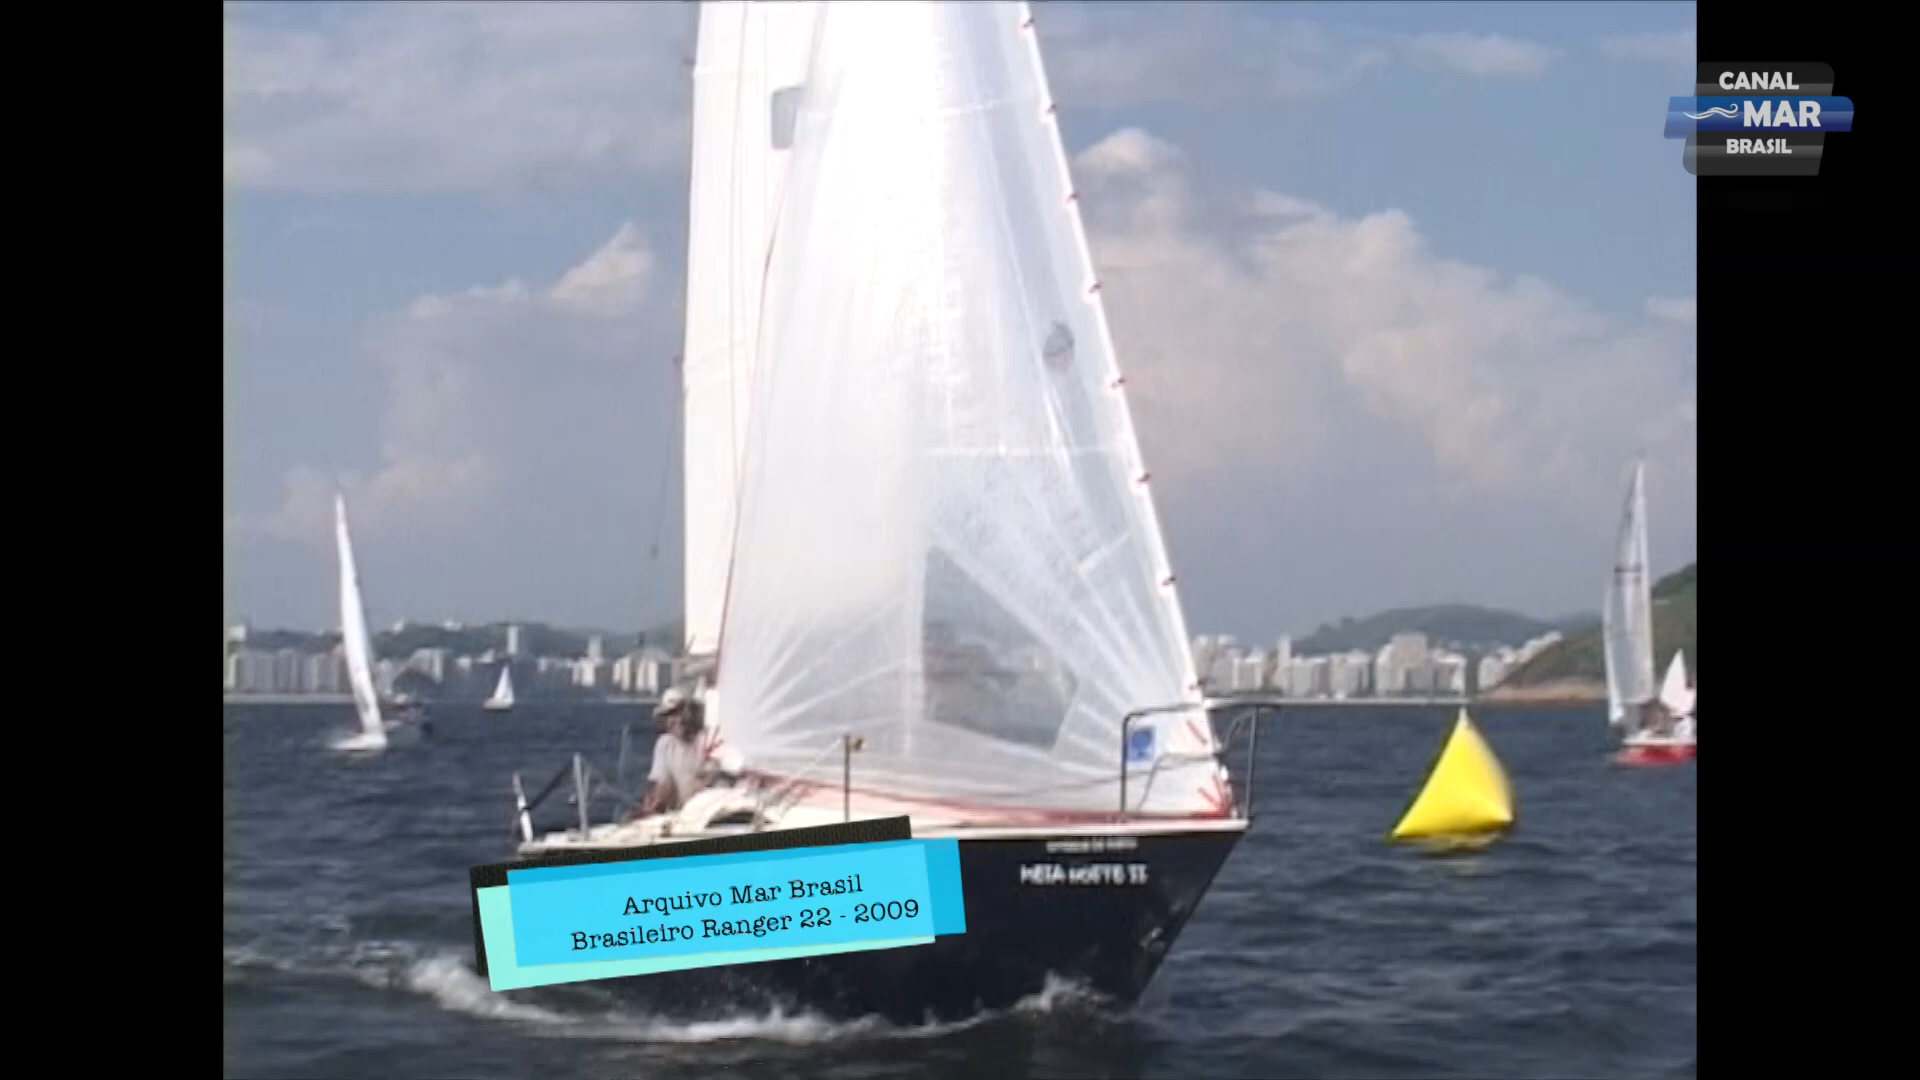 CANAL
MAR
BRASIL
Arquivo Mar Brasil
Brasileiro Ranger 22 - 2009